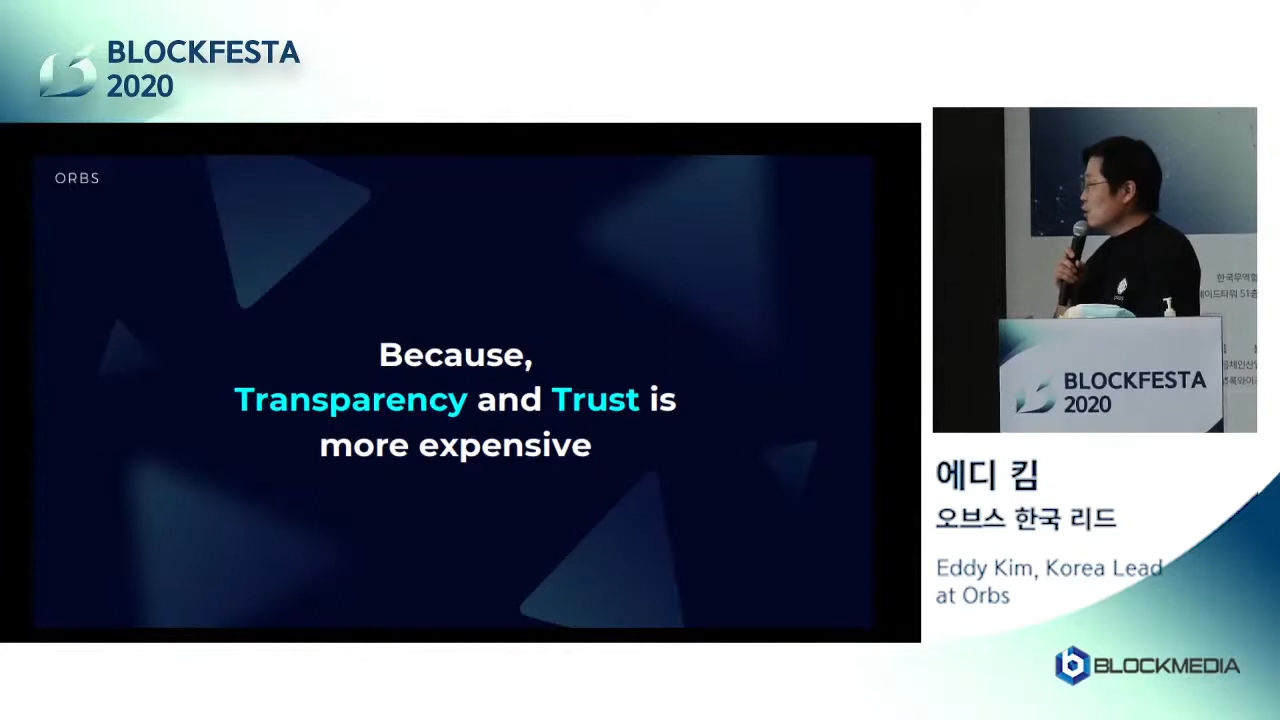 BLOCKFESTA
2020
ORBS
Because,
Transparency and Trust is
more expensive
BLOCKFESTA
2020
에디 킴
오브스 한국 리드
Eddy Kim, Korea Lead
at Orbs
BLOCKMEDIA